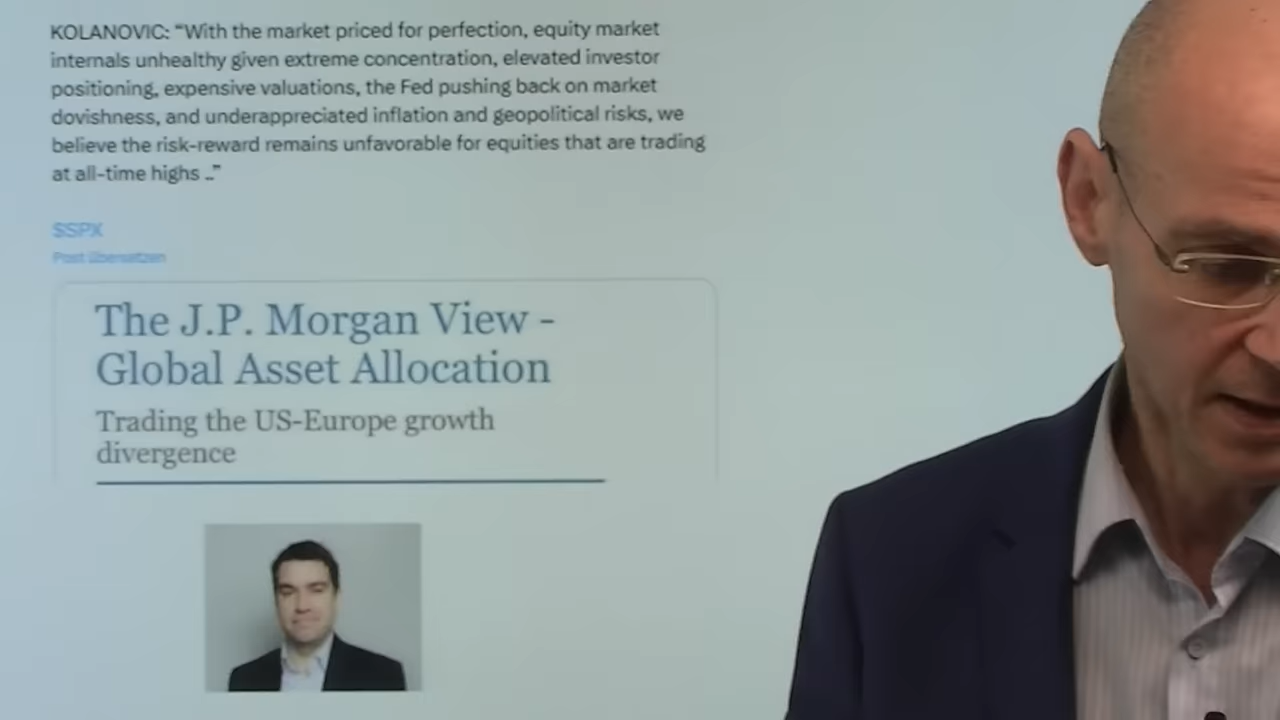 KOLANOVIC: “With the market priced for perfection, equity market
internals unhealthy given extreme concentration, elevated investor
positioning, expensive valuations, the Fed pushing back on market
dovishness, and underappreciated inflation and geopolitical risks, we
believe the risk-reward remains unfavorable for equities that are trading
at all-time highs ..”
$SPX
Post übersetzen
The J.P. Morgan View -
Global Asset Allocation
Trading the US-Europe growth
divergence